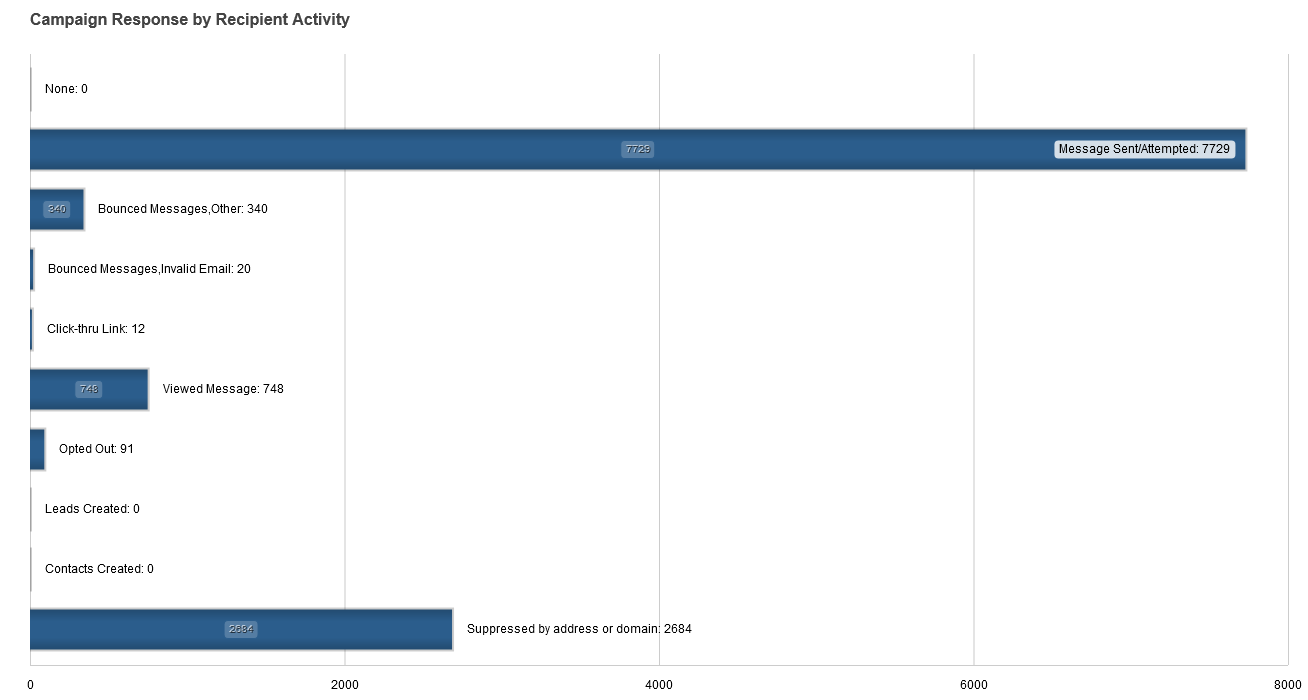 Campaign Response by Recipient Activity
None: 0
7729 Message Sent/Attempted: 7729
340 Bounced Messages,Other: 340
Bounced Messages,Invalid Email: 20
Click-thru Link: 12
748 Viewed Message: 748
Opted Out: 91
Leads Created: 0
Contacts Created: 0
2684 Suppressed by address or domain: 2684
0 2000 4000 6000 8000